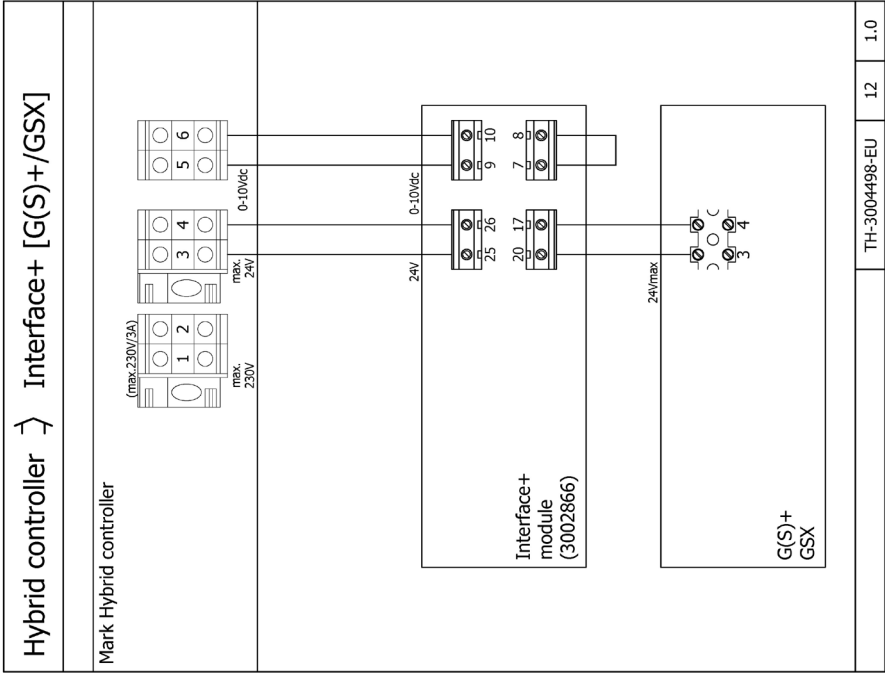 Hybrid controller Interface+ [G(S)+/GSX]
Mark Hybrid controller
(max.230V/3A)
1 2
3 4
5 6
max.
230V
max.
24V
0-10Vdc
24V
0-10Vdc
25 26
9 10
20 17
7 8
Interface+
module
(3002866)
24Vmax
3 4
G(S)+
GSX
TH-3004498-EU
12
1.0